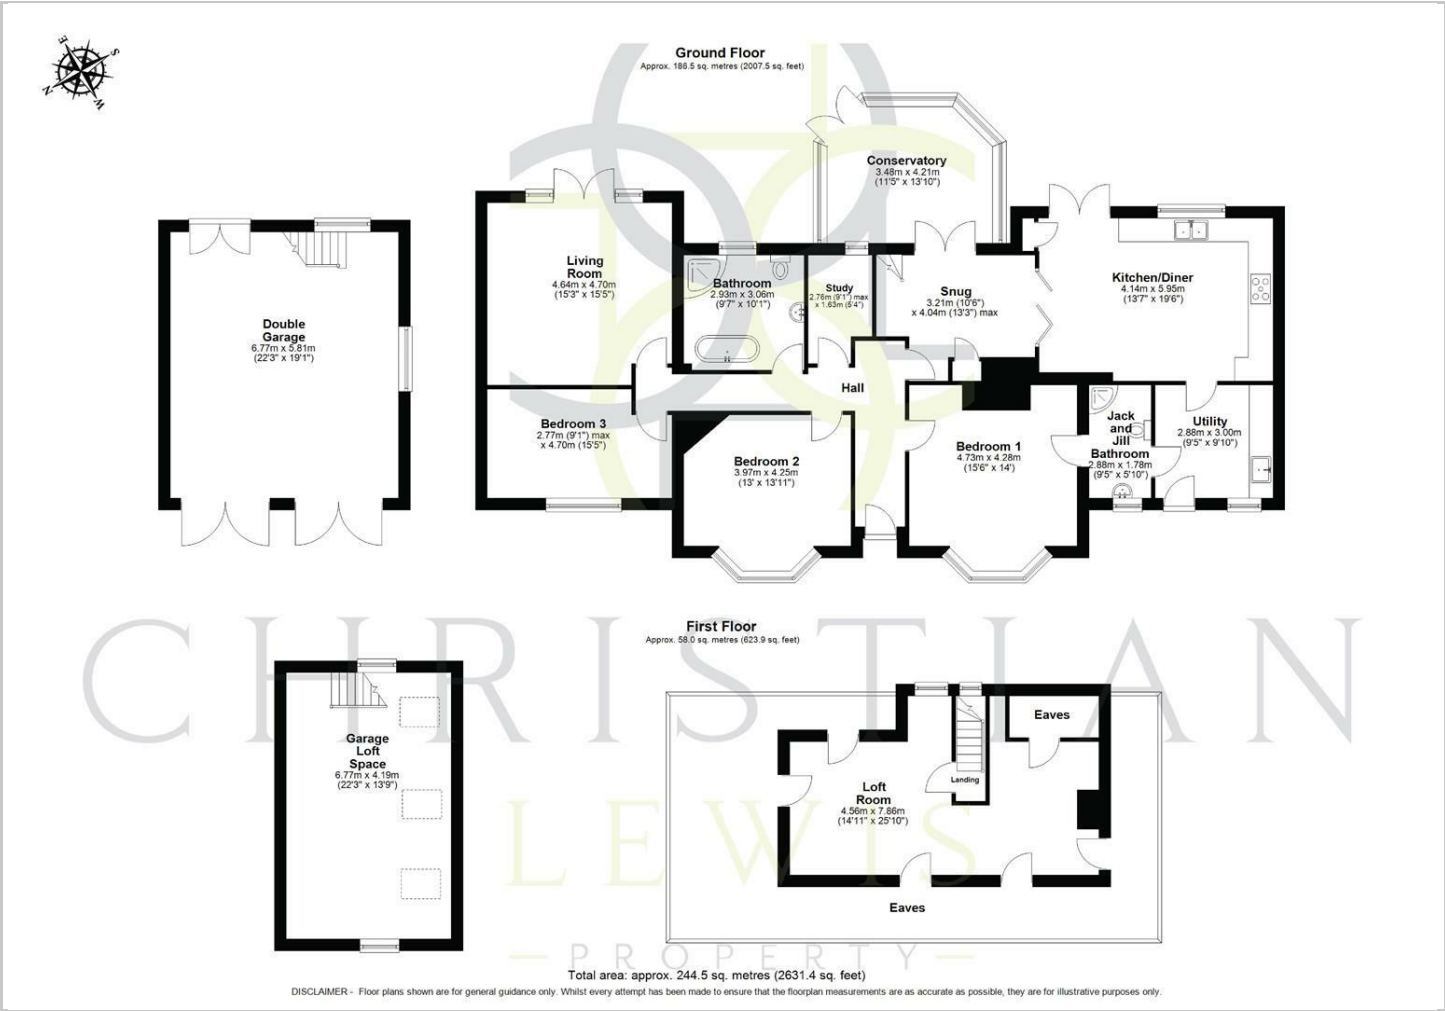 E
S
N
W
Ground Floor
Approx. 186.5 sq. metres (2007.5 sq. feet)
Conservatory
3.48m x 4.21m
(11'5" x 13'10")
Living
Room
4.64m x 4.70m
(15'3" x 15'5")
Bathroom
2.93m x 3.06m
(9'7" x 10'1")
Study
2.76m (9'1") max
x 1.63m (5'4")
Snug
3.21m (10'6")
x 4.04m (13'3") max
Kitchen/Diner
4.14m x 5.95m
(13'7" x 19'6")
Double
Garage
6.77m x 5.81m
(22'3" x 19'1")
Hall
Bedroom 3
2.77m (9'1") max
x 4.70m (15'5")
Bedroom 2
3.97m x 4.25m
(13' x 13'11")
Bedroom 1
4.73m x 4.28m
(15'6" x 14')
Jack
and
Jill
Bathroom
2.88m x 1.78m
(9'5" x 5'10")
Utility
2.88m x 3.00m
(9'5" x 9'10")
First Floor
Approx. 58.0 sq. metres (623.9 sq. feet)
CHRISTIAN
LEWIS
PROPERTY
Garage
Loft
Space
6.77m x 4.19m
(22'3" x 13'9")
Eaves
Landing
Loft
Room
4.56m x 7.86m
(14'11" x 25'10")
Eaves
Total area: approx. 244.5 sq. metres (2631.4 sq. feet)
DISCLAIMER - Floor plans shown are for general guidance only. Whilst every attempt has been made to ensure that the floorplan measurements are as accurate as possible, they are for illustrative purposes only.